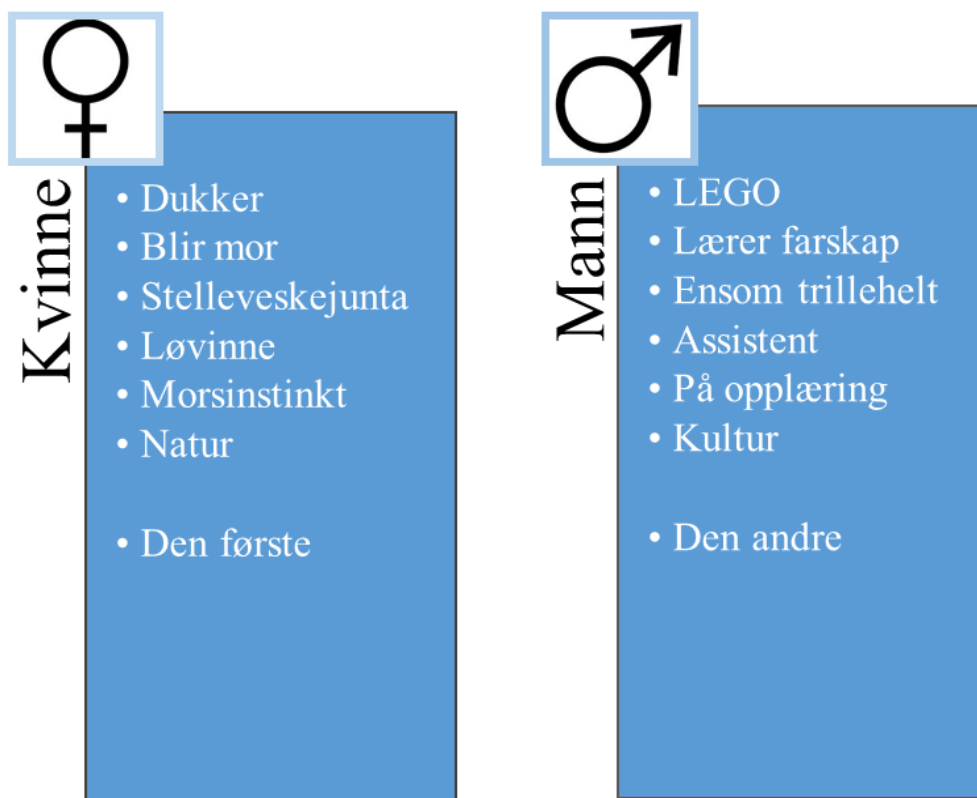 Kvinne
• Dukker
• Blir mor
• Stelleveskejunta
• Løvinne
• Morsinstinkt
• Natur
• Den første
Mann
• LEGO
• Lærer farskap
• Ensom trillehelt
• Assistent
• På opplæring
• Kultur
• Den andre